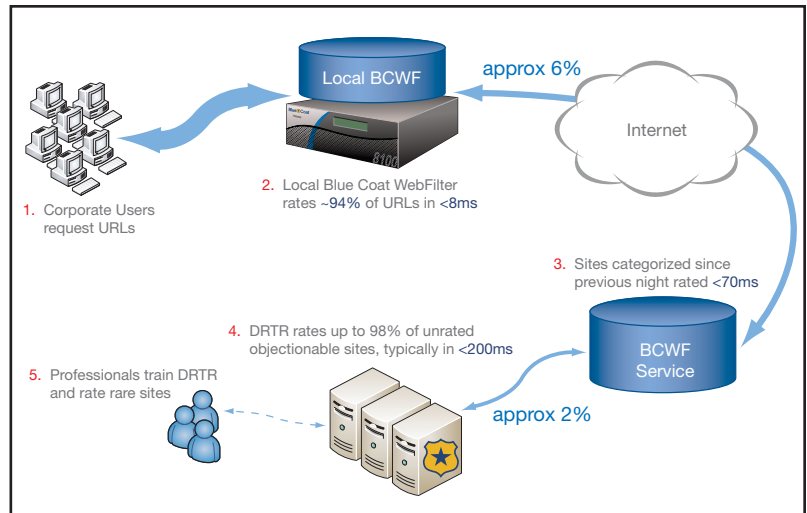 Local BCWF
approx 6%
Internet
Blue Coat
8100
1. Corporate Users
request URLs
2. Local Blue Coat WebFilter
rates ~94% of URLs in <8ms
3. Sites categorized since
previous night rated <70ms
BCWF
Service
4. DRTR rates up to 98% of unrated
objectionable sites, typically in <200ms
approx 2%
5. Professionals train DRTR
and rate rare sites